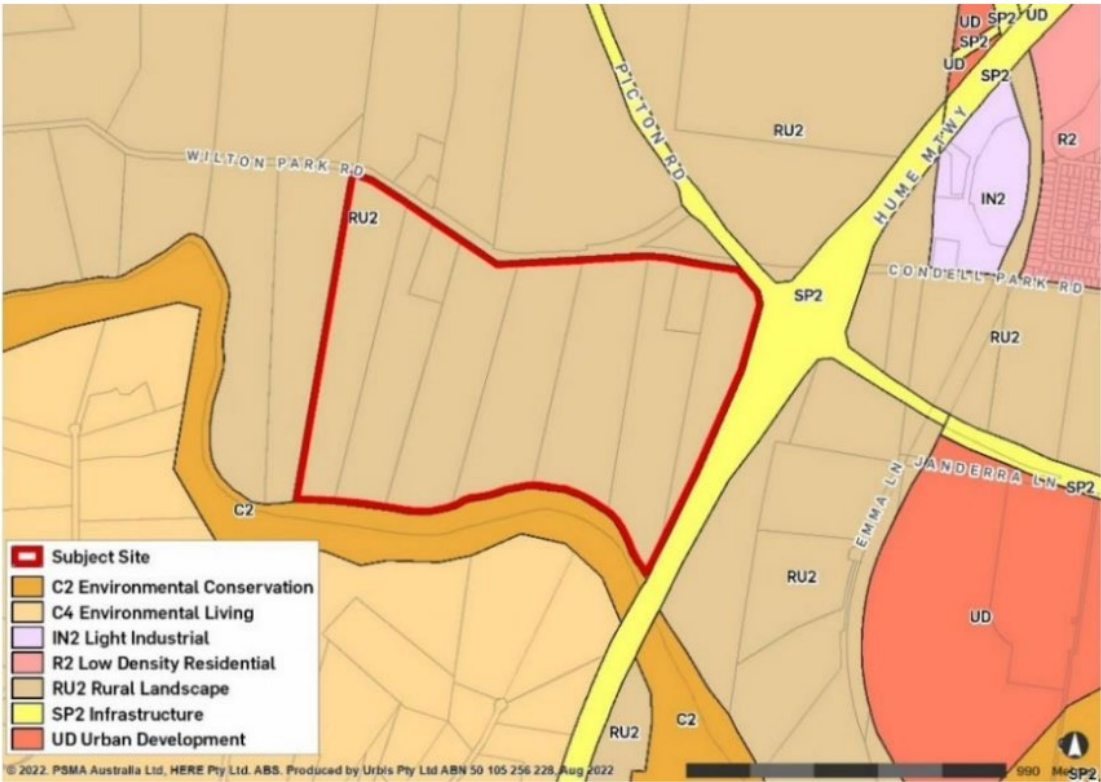 UD SP2 UD
SP2
UD
SP2
PICTON RD
RU2
HUME MTWY
R2
WILTON PARK RD
IN2
RU2
CONDELL PARK RD
SP2
RU2
EMMA LN
JANDERRA LN
SP2
C2
RU2
UD
C2
RU2
Subject Site
C2 Environmental Conservation
C4 Environmental Living
IN2 Light Industrial
R2 Low Density Residential
RU2 Rural Landscape
SP2 Infrastructure
UD Urban Development
© 2022. PSMA Australia Ltd, HERE Pty Ltd. ABS. Produced by Urbis Pty Ltd ABN 50 105 256 228, Aug 2022
990
SP2